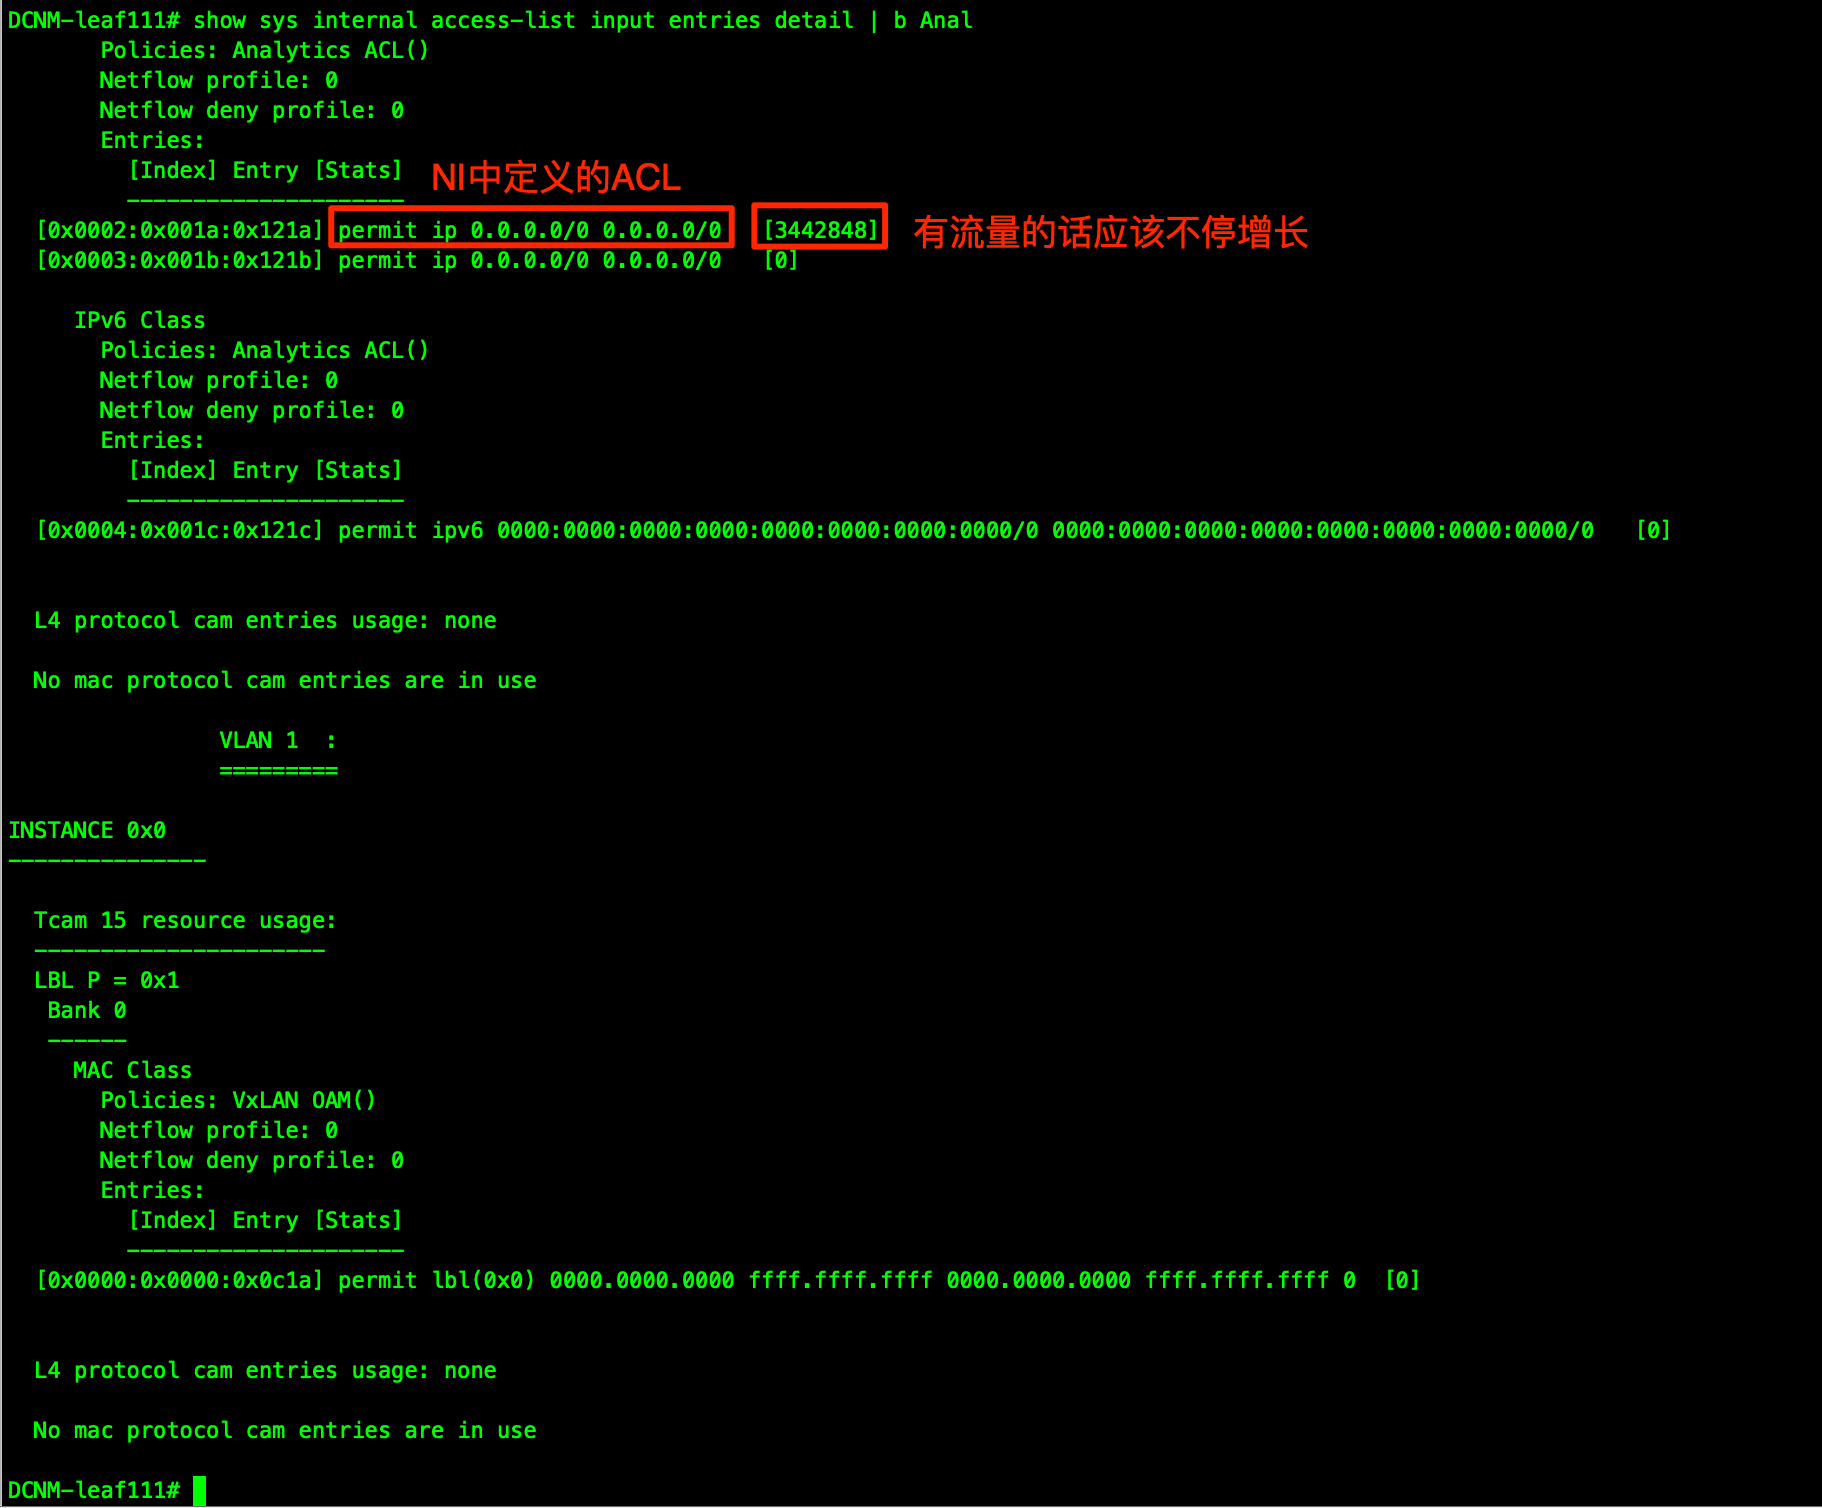 DCNM-leaf111# show sys internal access-list input entries detail | b Anal
Policies: Analytics ACL()
Netflow profile: 0
Netflow deny profile: 0
Entries:
[Index] Entry [Stats]
NI中定义的ACL
---------------------
[0x0002:0x001a:0x121a] permit ip 0.0.0.0/0 0.0.0.0/0 [3442848] 有流量的话应该不停增长
[0x0003:0x001b:0x121b] permit ip 0.0.0.0/0 0.0.0.0/0 [0]
IPv6 Class
Policies: Analytics ACL()
Netflow profile: 0
Netflow deny profile: 0
Entries:
[Index] Entry [Stats]
---------------------
[0x0004:0x001c:0x121c] permit ipv6 0000:0000:0000:0000:0000:0000:0000:0000/0 0000:0000:0000:0000:0000:0000:0000:0000/0 [0]
L4 protocol cam entries usage: none
No mac protocol cam entries are in use
VLAN 1 :
=========
INSTANCE 0x0
---------------
Tcam 15 resource usage:
----------------------
LBL P = 0x1
Bank 0
------
MAC Class
Policies: VxLAN OAM()
Netflow profile: 0
Netflow deny profile: 0
Entries:
[Index] Entry [Stats]
---------------------
[0x0000:0x0000:0x0c1a] permit lbl(0x0) 0000.0000.0000 ffff.ffff.ffff 0000.0000.0000 ffff.ffff.ffff 0 [0]
L4 protocol cam entries usage: none
No mac protocol cam entries are in use
DCNM-leaf111#